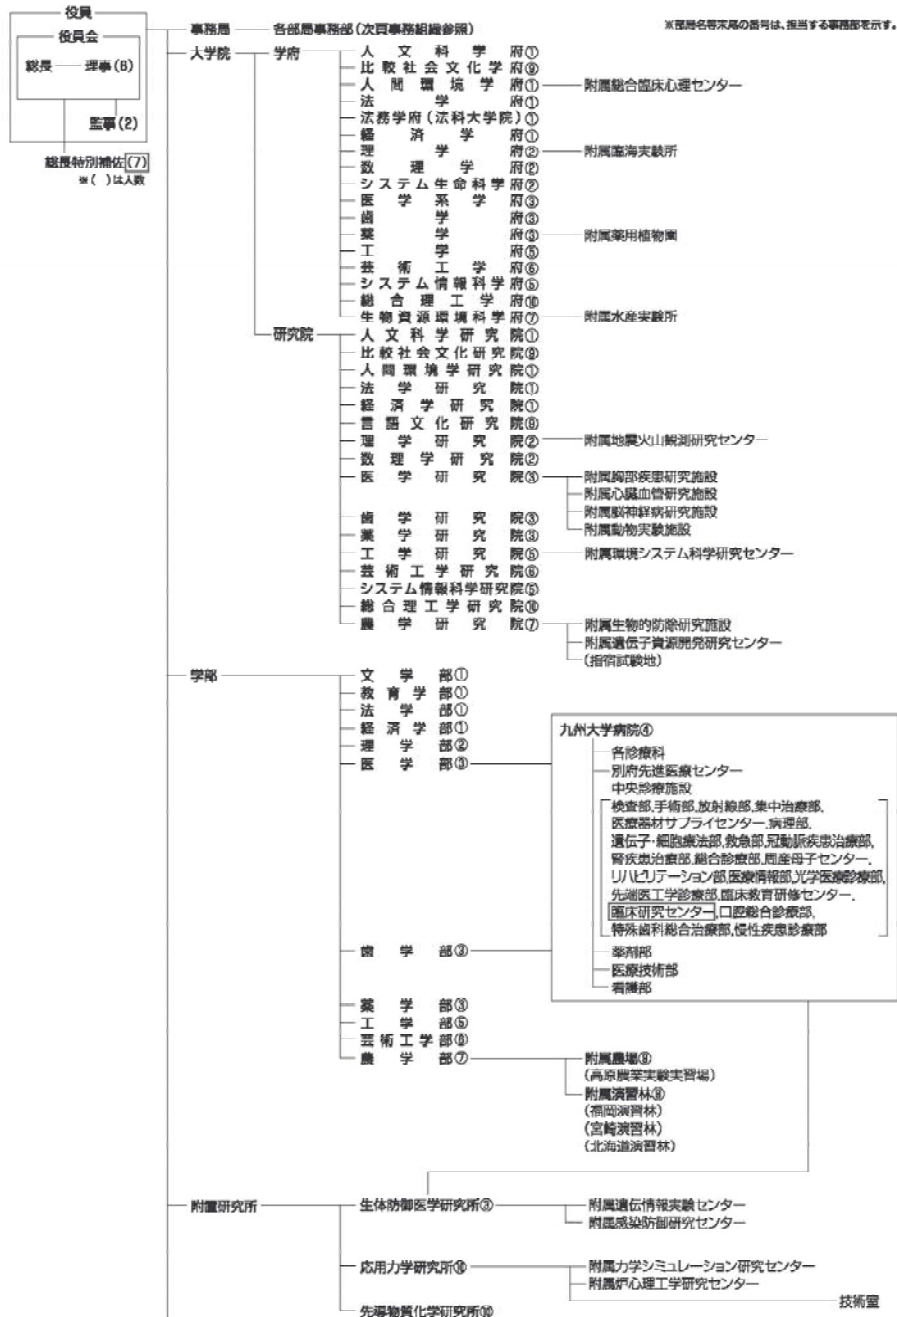 役員
役員会
総長 理事(8)
監事(2)
総長特別補佐(7)
※( )は人数
※部局名等末尾の番号は、担当する事務部を示す。
事務局 各部局事務部(次頁事務組織参照)
大学院 学府
人文科学府①
比較社会文化学府⑨
人間環境学府① 附属総合臨床心理センター
法学府①
法務学府(法科大学院)①
経済学府①
理学府② 附属臨海実験所
数理学府②
システム生命科学府②
医学系学府③
歯学府③
薬学府③ 附属薬用植物園
工学府⑤
芸術工学府⑥
システム情報科学府⑤
総合理工学府⑩
生物資源環境科学府⑦ 附属水産実験所
研究院
人文科学研究院①
比較社会文化研究院⑨
人間環境学研究院①
法学研究院①
経済学研究院①
言語文化研究院⑨
理学研究院② 附属地震火山観測研究センター
数理学研究院②
医学研究院③ 附属胸部疾患研究施設
附属心臓血管研究施設
附属脳神経病研究施設
附属動物実験施設
歯学研究院③
薬学研究院③
工学研究院⑤ 附属環境システム科学研究センター
芸術工学研究院⑥
システム情報科学研究院⑤
総合理工学研究院⑩
農学研究院⑦ 附属生物的防除研究施設
附属遺伝子資源開発研究センター
(指宿試験地)
学部
文学部①
教育学部①
法学部①
経済学部①
理学部②
医学部③
九州大学病院④
各診療科
別府先進医療センター
中央診療施設
検査部,手術部,放射線部,集中治療部,
医療器材サプライセンター,病理部,
遺伝子・細胞療法部,救急部,冠動脈疾患治療部,
腎疾患治療部,総合診療部,周産母子センター,
リハビリテーション部,医療情報部,光学医療診療部,
先端医工学診療部,臨床教育研修センター,
臨床研究センター,口腔総合診療部,
特殊歯科総合治療部,慢性疾患診療部
薬剤部
医療技術部
看護部
歯学部③
薬学部③
工学部⑤
芸術工学部⑥
農学部⑦ 附属農場⑧
(高原農業実験実習場)
附属演習林⑧
(福岡演習林)
(宮崎演習林)
(北海道演習林)
附置研究所
生体防御医学研究所③ 附属遺伝情報実験センター
附属感染防御研究センター
応用力学研究所⑩ 附属力学シミュレーション研究センター
附属炉心理工学研究センター
技術室
先導物質化学研究所⑩